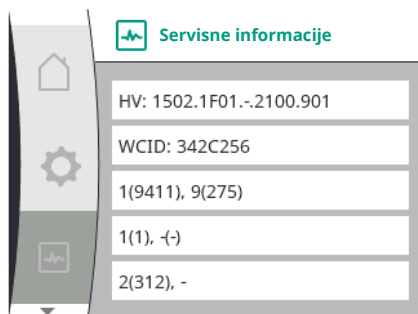 Servisne informacije
HV: 1502.1F01.-.2100.901
WCID: 342C256
1(9411), 9(275)
1(1), -(-)
2(312), -